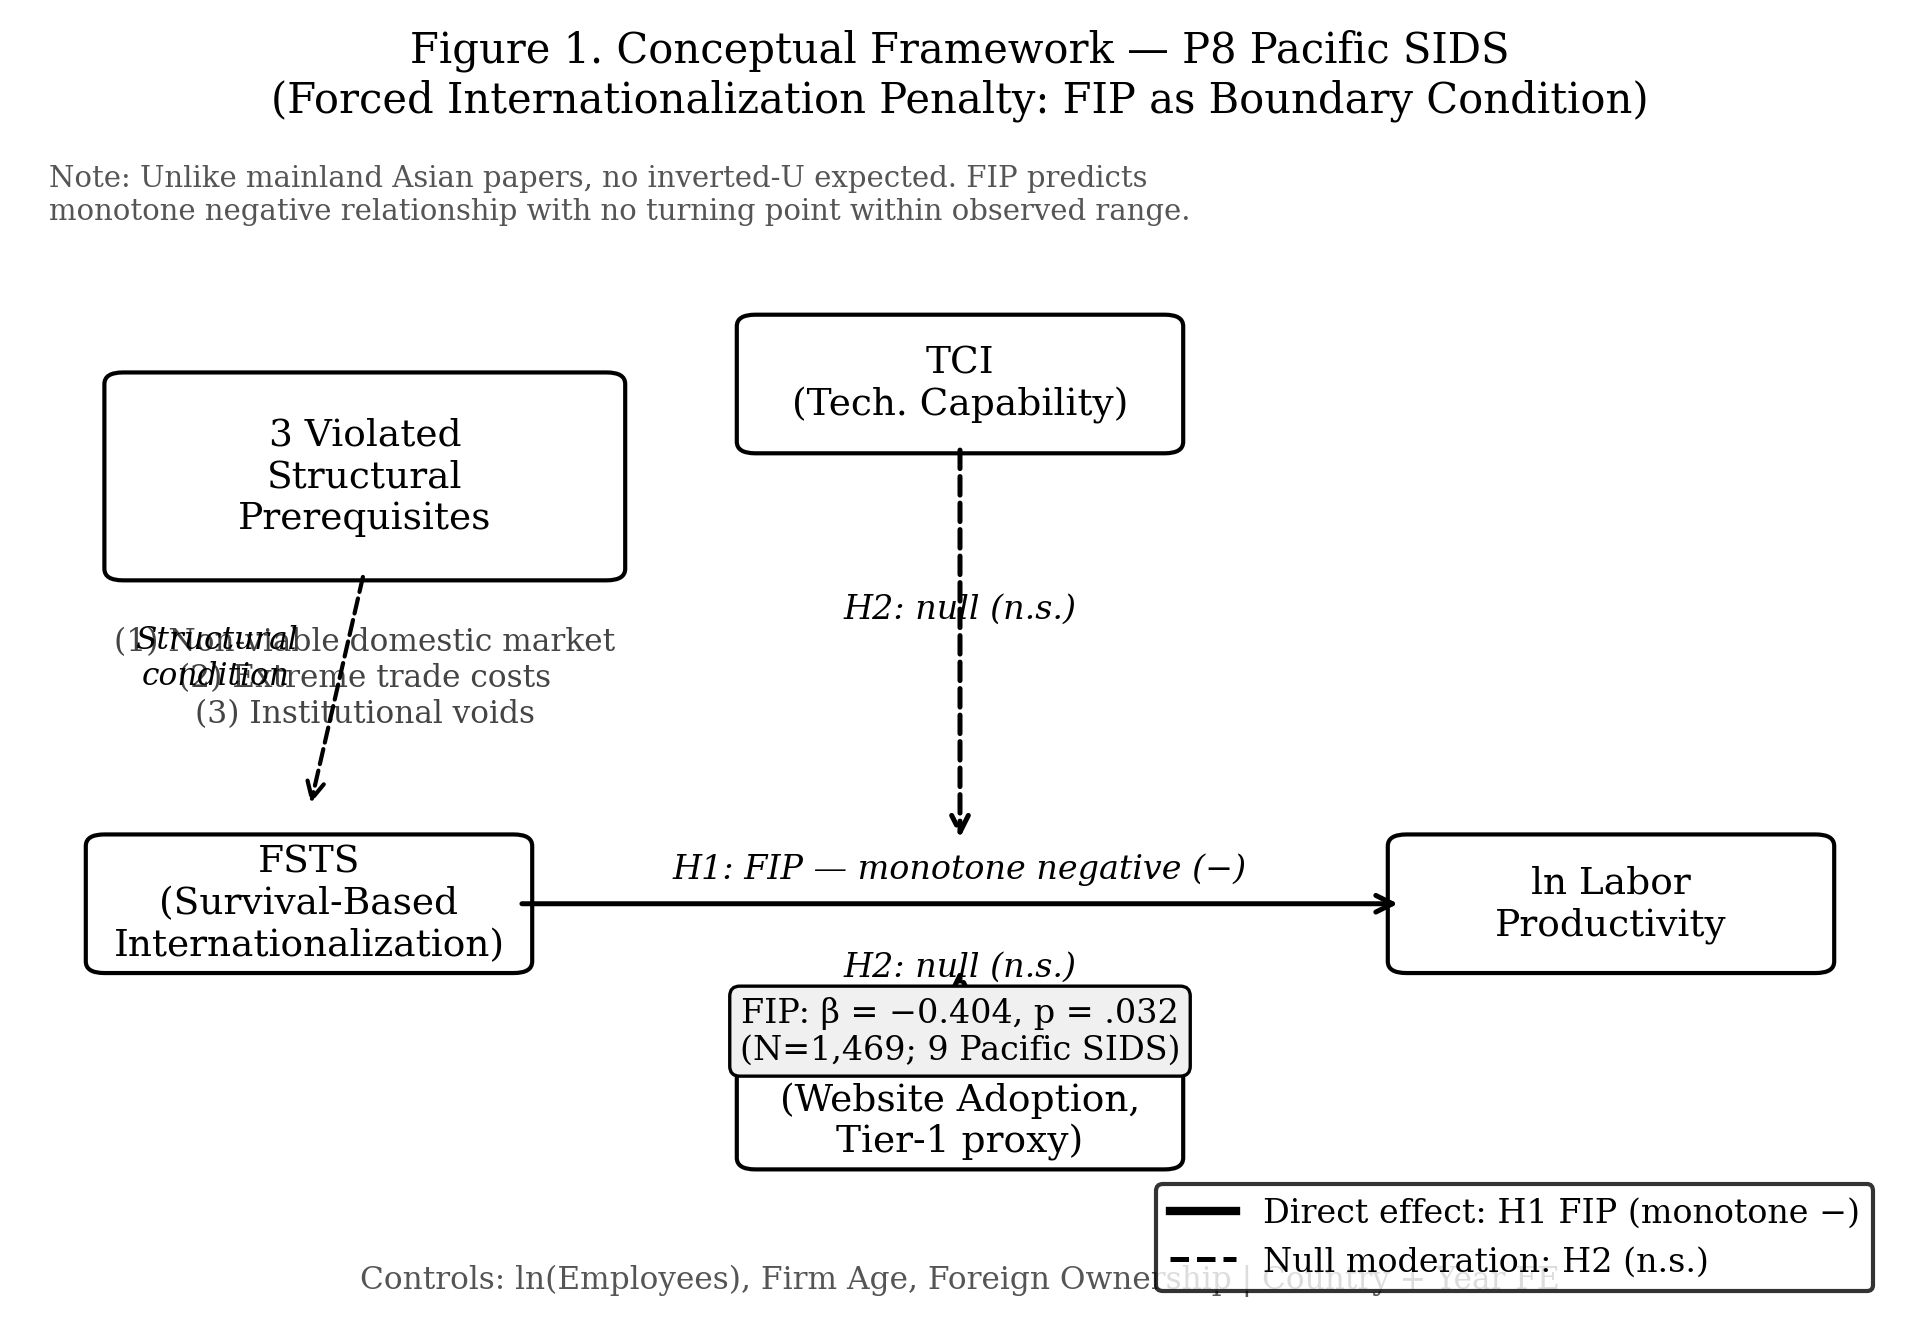 Figure 1. Conceptual Framework — P8 Pacific SIDS
(Forced Internationalization Penalty: FIP as Boundary Condition)
Note: Unlike mainland Asian papers, no inverted-U expected. FIP predicts
monotone negative relationship with no turning point within observed range.
TCI
(Tech. Capability)
3 Violated
Structural
Prerequisites
H2: null (n.s.)
Structural
condition
(1) Non-viable domestic market
(2) Extreme trade costs
(3) Institutional voids
FSTS
(Survival-Based
Internationalization)
H1: FIP — monotone negative (−)
ln Labor
Productivity
H2: null (n.s.)
FIP: β = −0.404, p = .032
(N=1,469; 9 Pacific SIDS)
(Website Adoption,
Tier-1 proxy)
Direct effect: H1 FIP (monotone −)
Null moderation: H2 (n.s.)
Controls: ln(Employees), Firm Age, Foreign Ownership | Country + Year FE